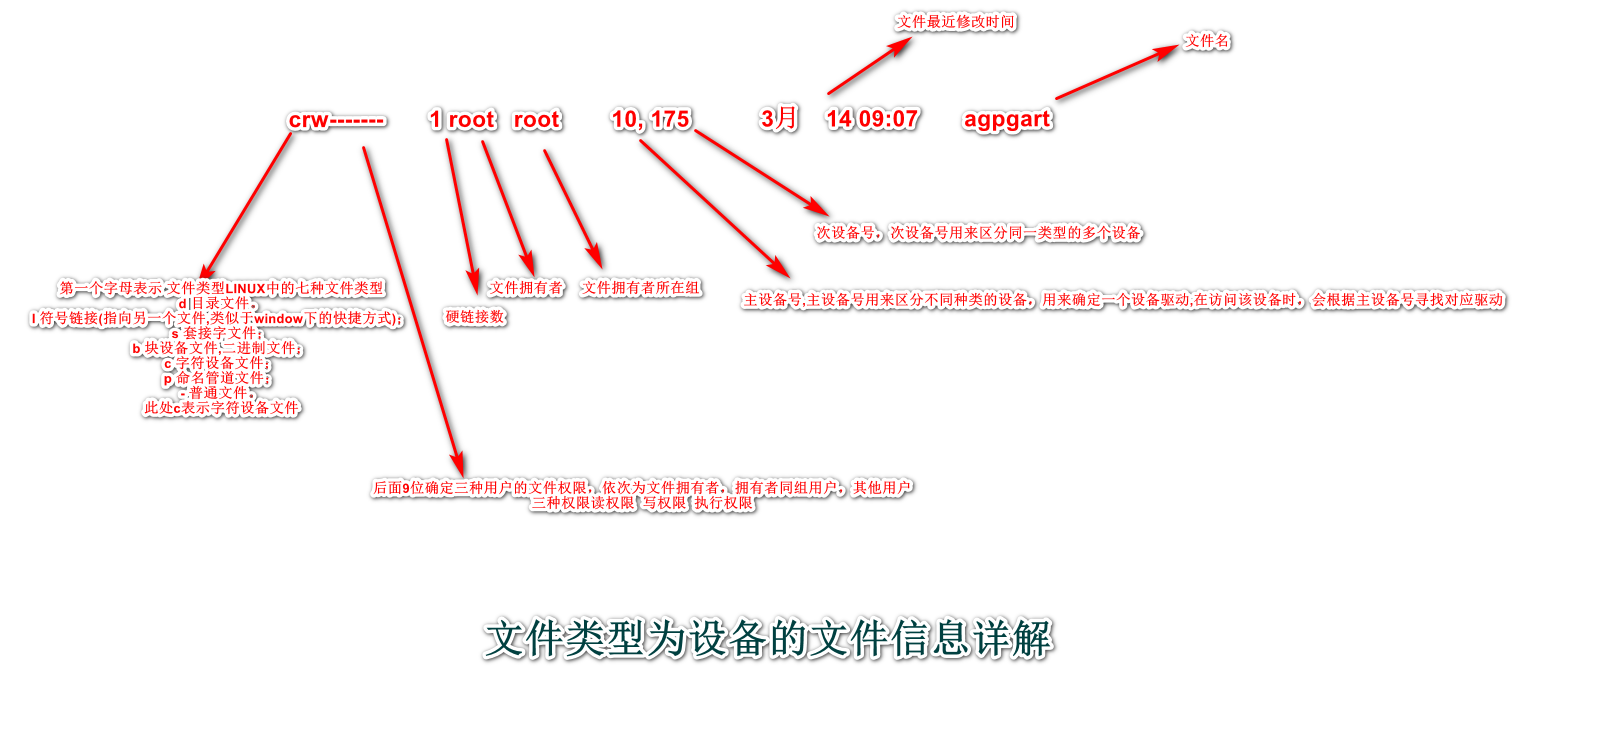 文件最近修改时间
文件名
crw------- 1 root root 10, 175 3月 14 09:07 agpgart
次设备号。次设备号用来区分同一类型的多个设备
第一个字母表示 文件类型LINUX中的七种文件类型
d 目录文件。
l 符号链接(指向另一个文件,类似于window下的快捷方式)；
s 套接字文件；
b 块设备文件,二进制文件；
c 字符设备文件；
p 命名管道文件；
- 普通文件。
此处c表示字符设备文件
硬链接数
文件拥有者
文件拥有者所在组
主设备号,主设备号用来区分不同种类的设备。用来确定一个设备驱动,在访问该设备时。会根据主设备号寻找对应驱动
后面9位确定三种用户的文件权限，依次为文件拥有者，拥有者同组用户，其他用户
三种权限读权限 写权限 执行权限
文件类型为设备的文件信息详解